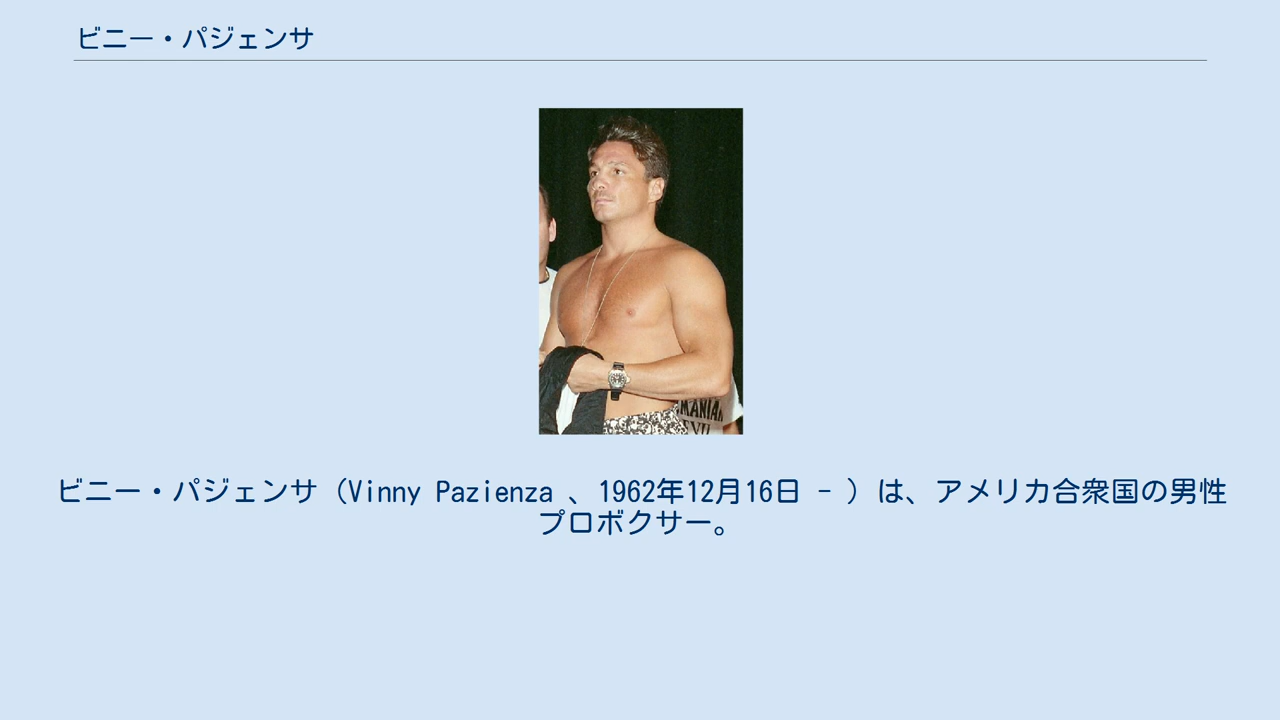 ビニー・パジェンサ
MANIA
ビニー・パジェンサ（Vinny Pazienza 、1962年12月16日 - ）は、アメリカ合衆国の男性
プロボクサー。